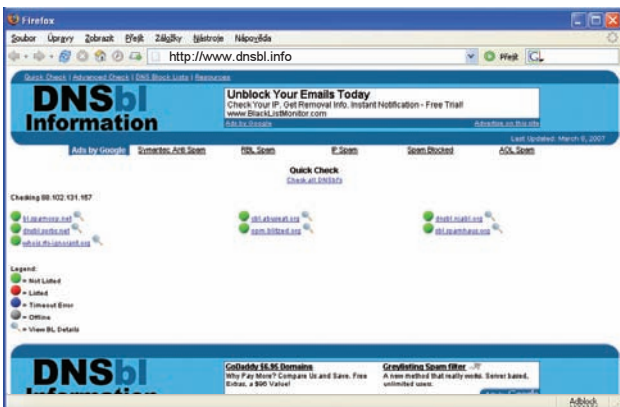 Firefox
Soubor Úpravy Zobrazit Přejít Záložky Nástroje Nápověda
http://www.dnsbl.info Přejít
Quick Check | Advanced Check | DNS Block Lists | Resources
DNSbl
Information
Unblock Your Emails Today
Check Your IP, Get Removal Info. Instant Notification - Free Trial!
www.BlackListMonitor.com
Ads by Google Advertise on this site
Last Updated: March 6, 2007
Ads by Google Symantec Anti Spam RBL Spam IP Spam Spam Blocked AOL Spam
Quick Check
Check all DNSbl's
Checking 88.102.131.167
bl.spamcop.net cbl.abuseat.org dnsbl.njabl.org
dnsbl.sorbs.net opm.blitzed.org sbl.spamhaus.org
whois.rfc-ignorant.org
Legend:
= Not Listed
= Listed
= Timeout Error
= Offline
= View BL Details
DNSbl
Information
GoDaddy $6.95 Domains
Why Pay More? Compare Us and Save. Free
Extras, a $96 Value!
Greylisting Spam filter
A new method that really works. Server based,
unlimited users.
Adblock